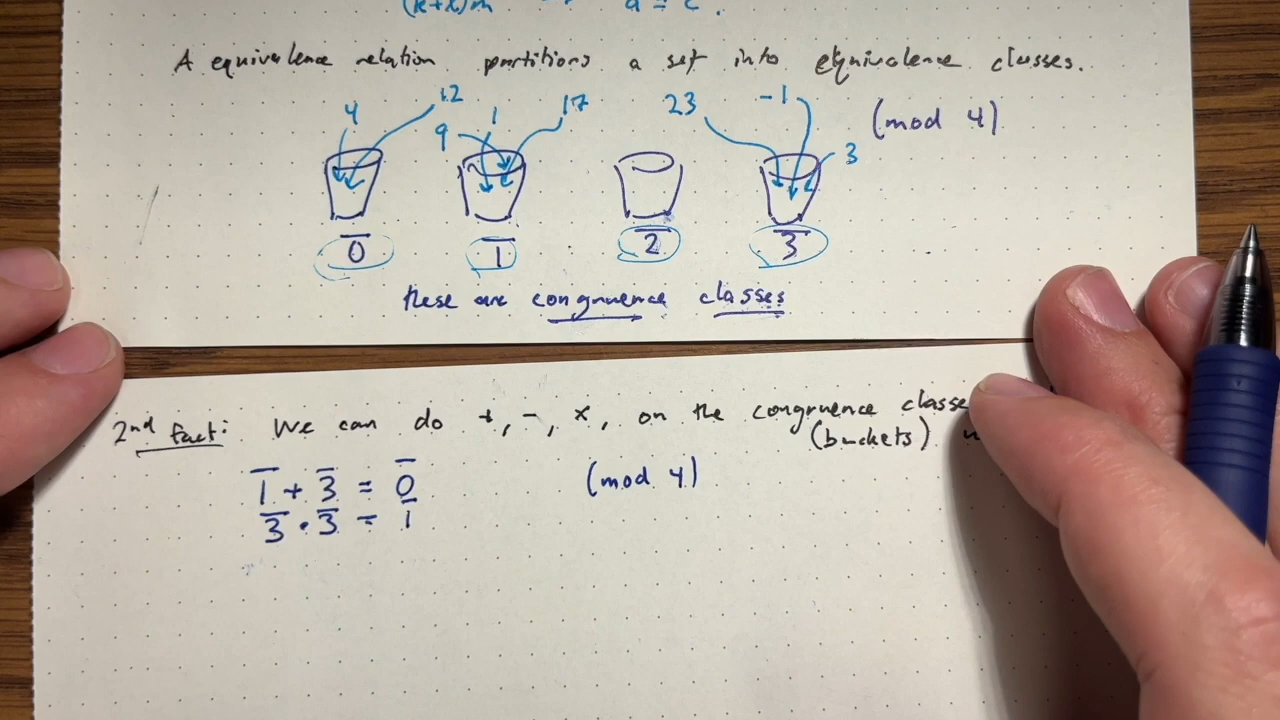 (k+l)m
a = c.
A equivalence relation partitions a set into equivalence classes.
4 12 9 1 17 23 -1 (mod 4)
3
0̅ 1̅ 2̅ 3̅
these are congruence classes
2nd fact: We can do +, -, ×, on the congruence classe
(buckets)
1̅ + 3̅ = 0̅ (mod 4)
3̅ · 3̅ = 1̅